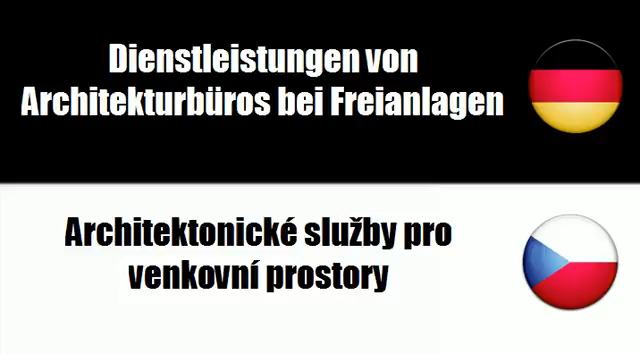 Dienstleistungen von
Architekturbüros bei Freianlagen
Architektonické služby pro
venkovní prostory